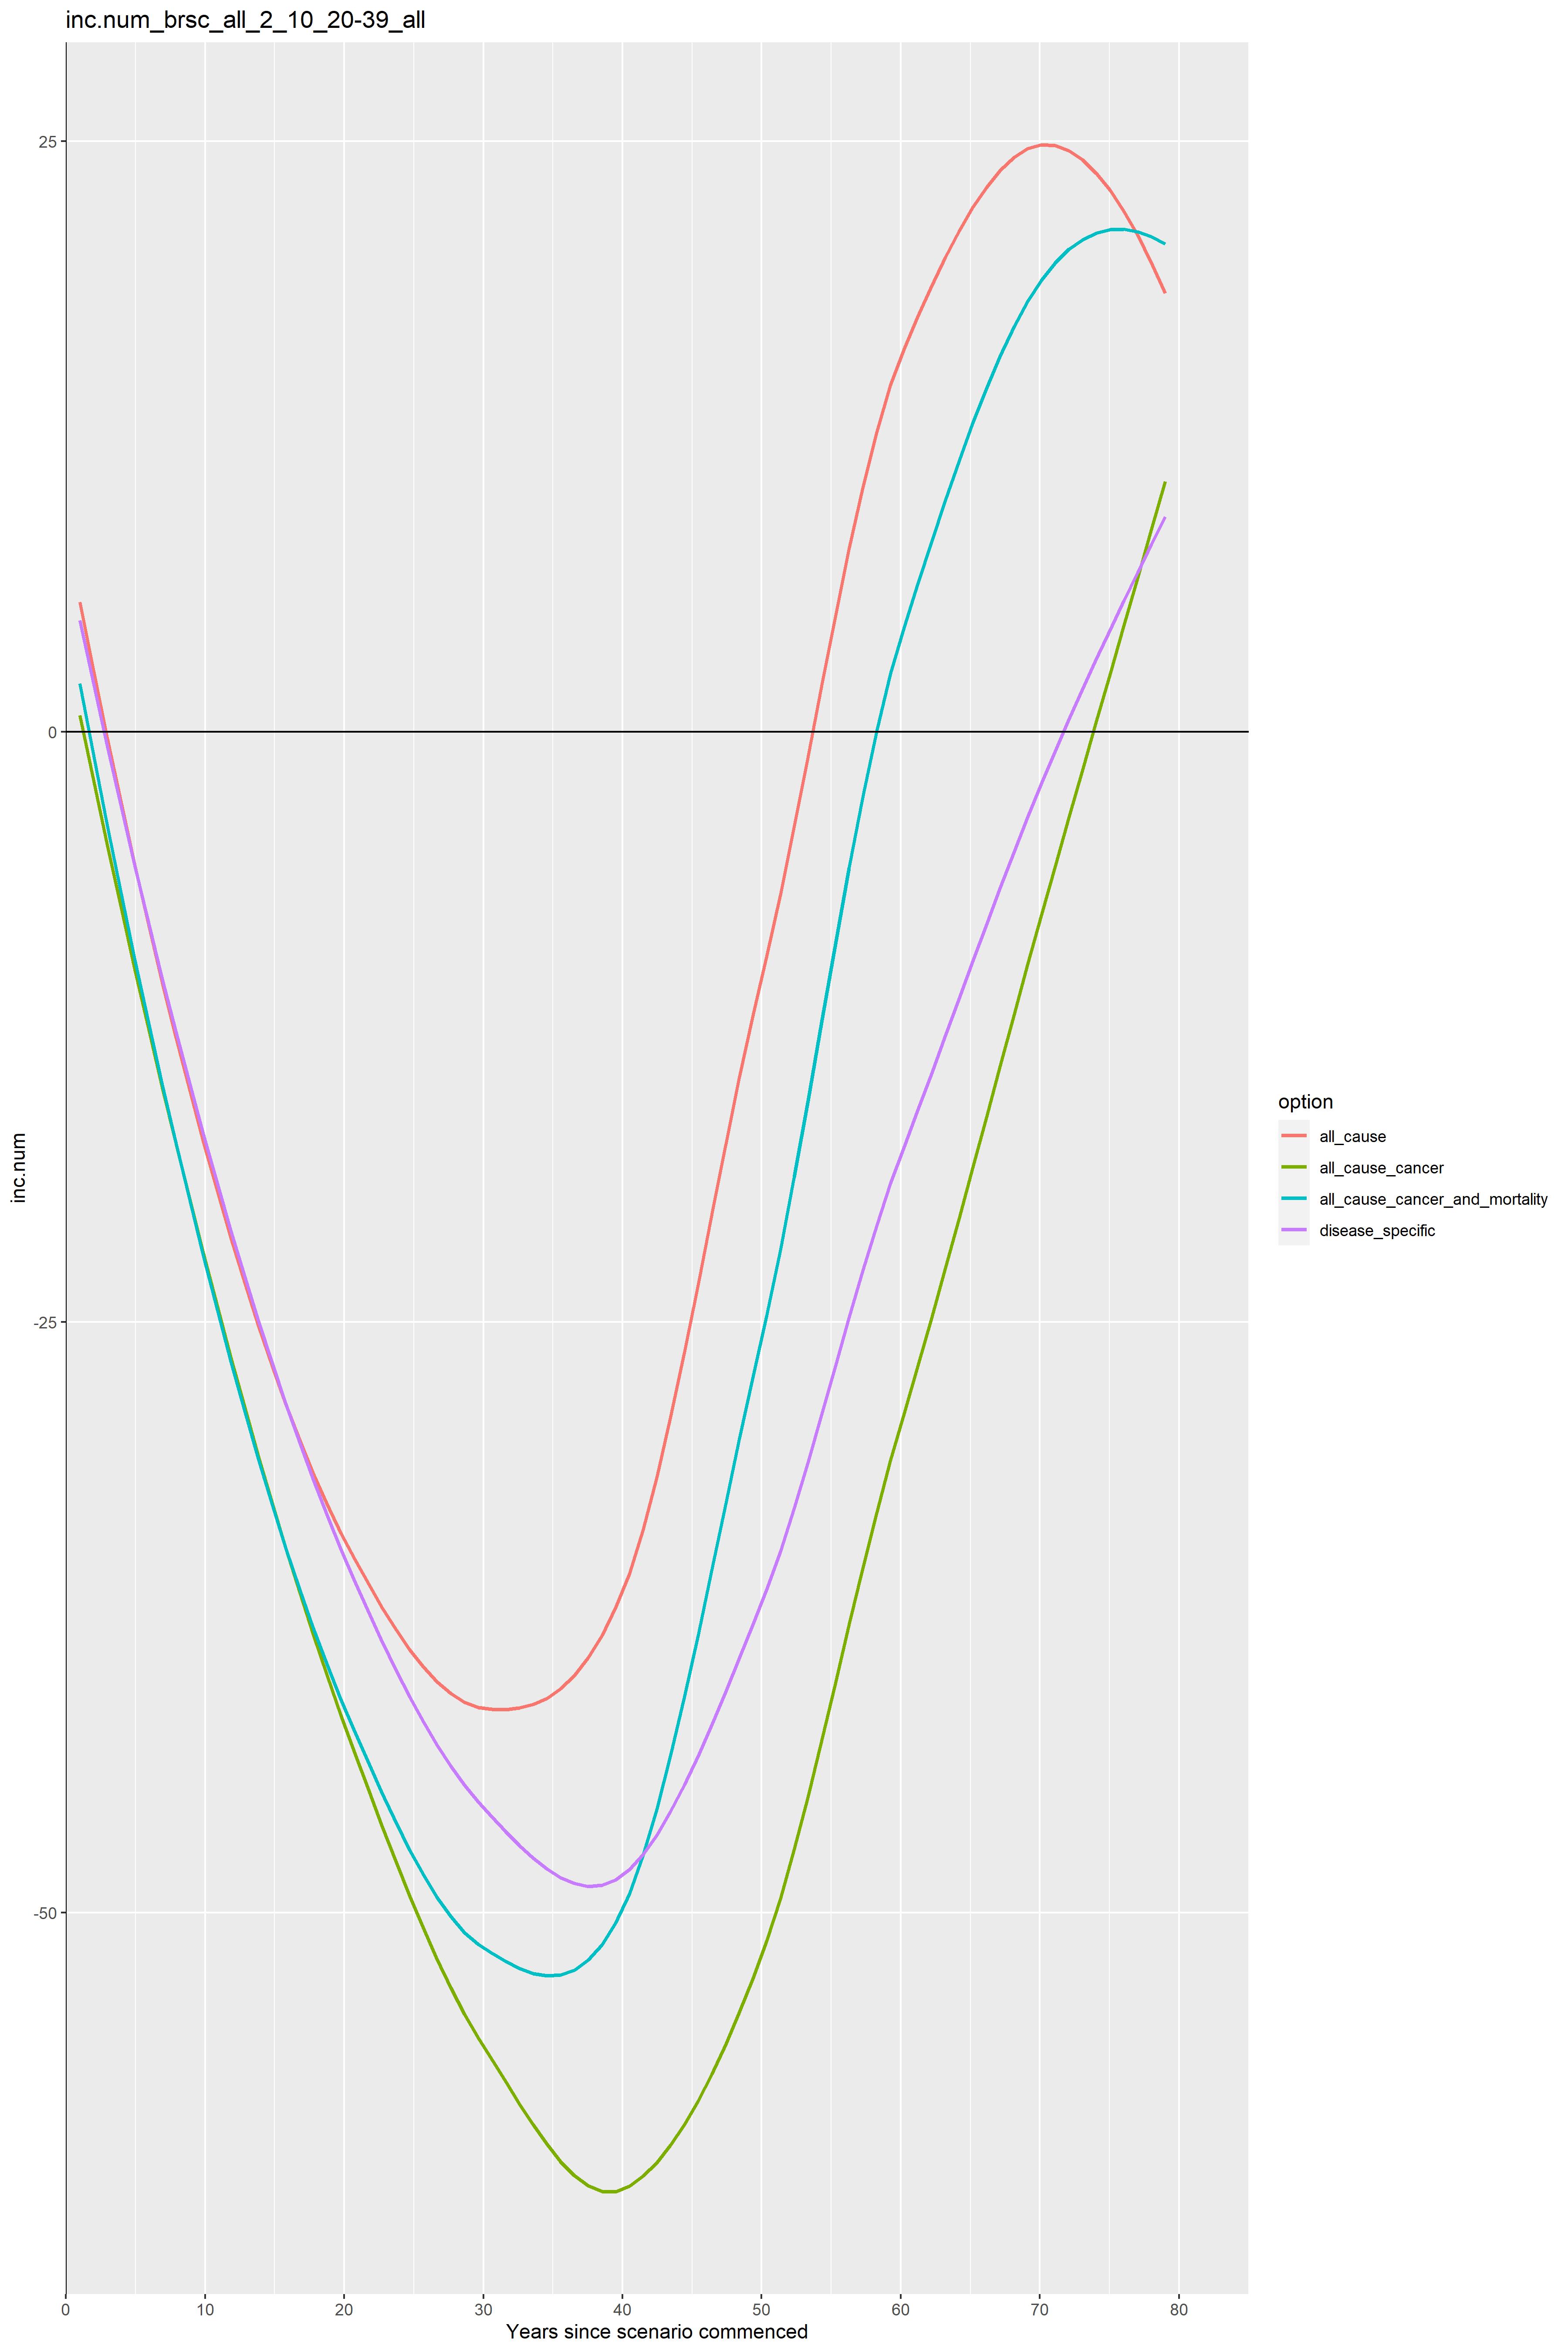 inc.num_brsc_all_2_10_20-39_all
25
0
-25
-50
inc.num
0 10 20 30 40 50 60 70 80
Years since scenario commenced
option
all_cause
all_cause_cancer
all_cause_cancer_and_mortality
disease_specific